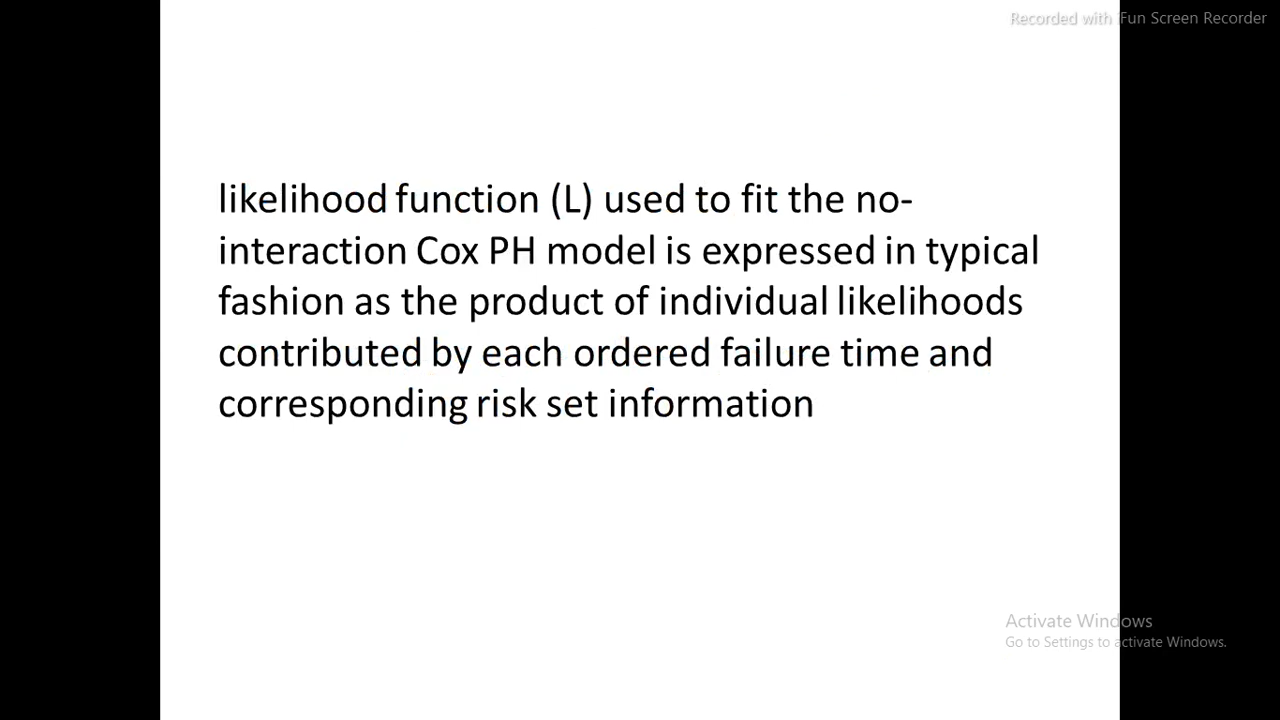 Recorded with iFun Screen Recorder
likelihood function (L) used to fit the no-
interaction Cox PH model is expressed in typical
fashion as the product of individual likelihoods
contributed by each ordered failure time and
corresponding risk set information
Activate Windows
Go to Settings to activate Windows.